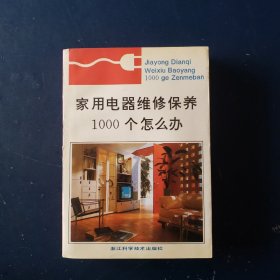 Jiayong Dianqi
Weixiu Baoyang
1000 ge Zenmeban
家用电器维修保养
1000 个怎么办
浙江科学技术出版社